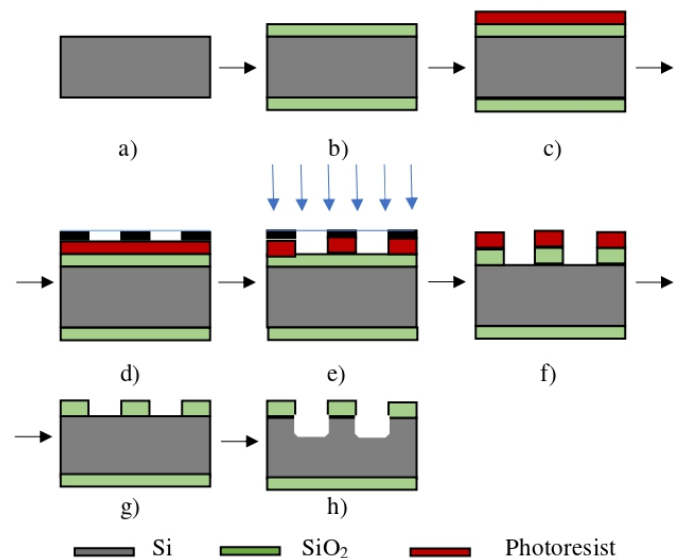 a) b) c)
d) e) f)
g) h)
Si SiO₂ Photoresist